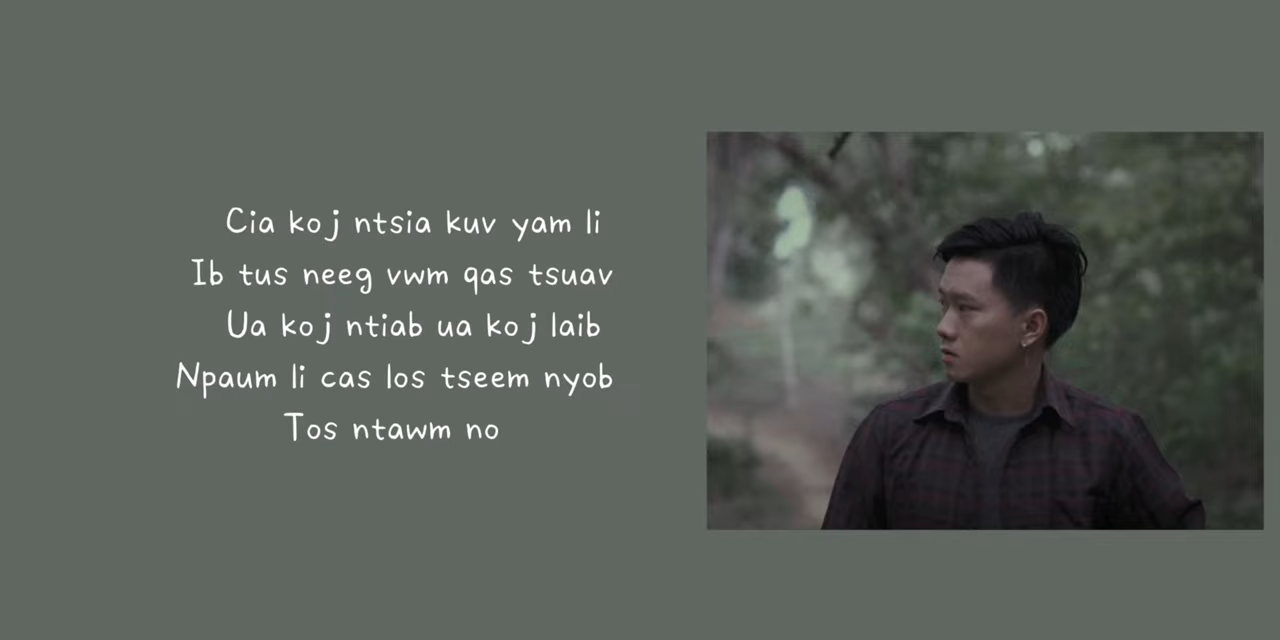 Cia koj ntsia kuv yam li
Ib tus neeg vwm qas tsuav
Ua koj ntiab ua koj laib
Npaum li cas los tseem nyob
Tos ntawm no